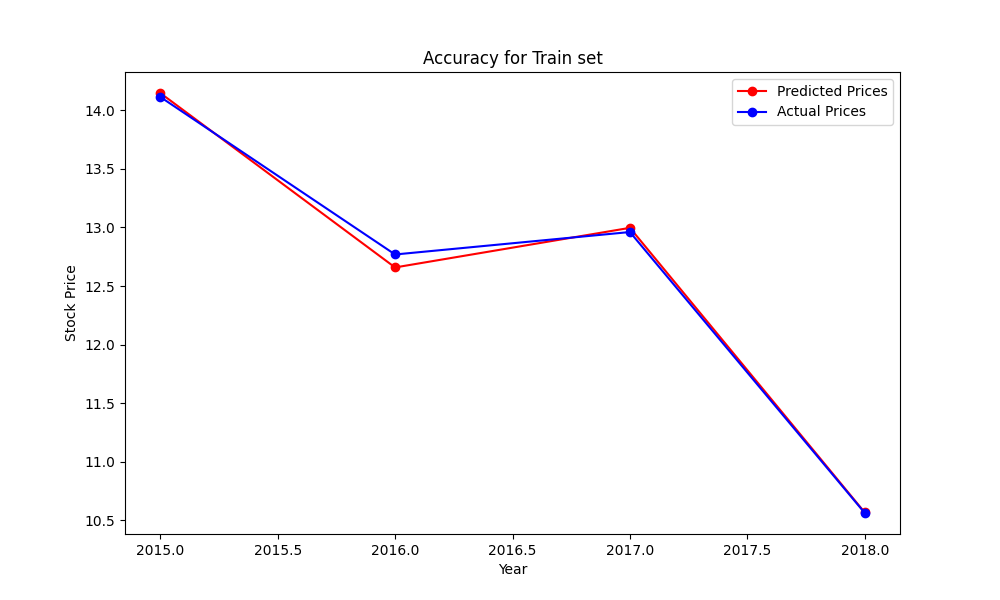 Accuracy for Train set
Predicted Prices
Actual Prices
14.0
13.5
13.0
12.5
12.0
11.5
11.0
10.5
Stock Price
2015.0 2015.5 2016.0 2016.5 2017.0 2017.5 2018.0
Year